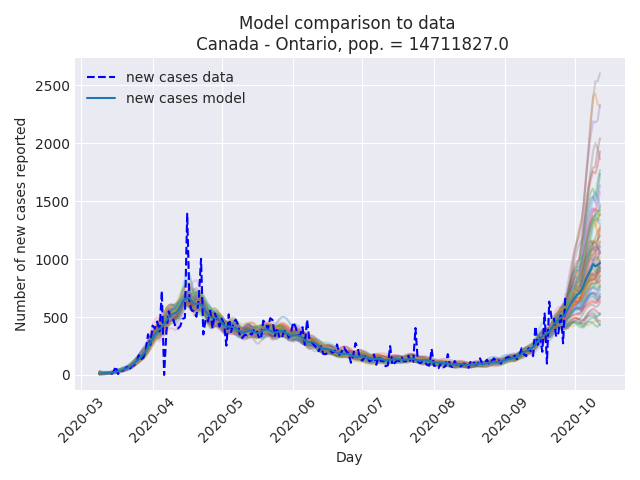 Model comparison to data
Canada - Ontario, pop. = 14711827.0
new cases data
new cases model
Number of new cases reported
2500
2000
1500
1000
500
0
2020-03
2020-04
2020-05
2020-06
2020-07
2020-08
2020-09
2020-10
Day